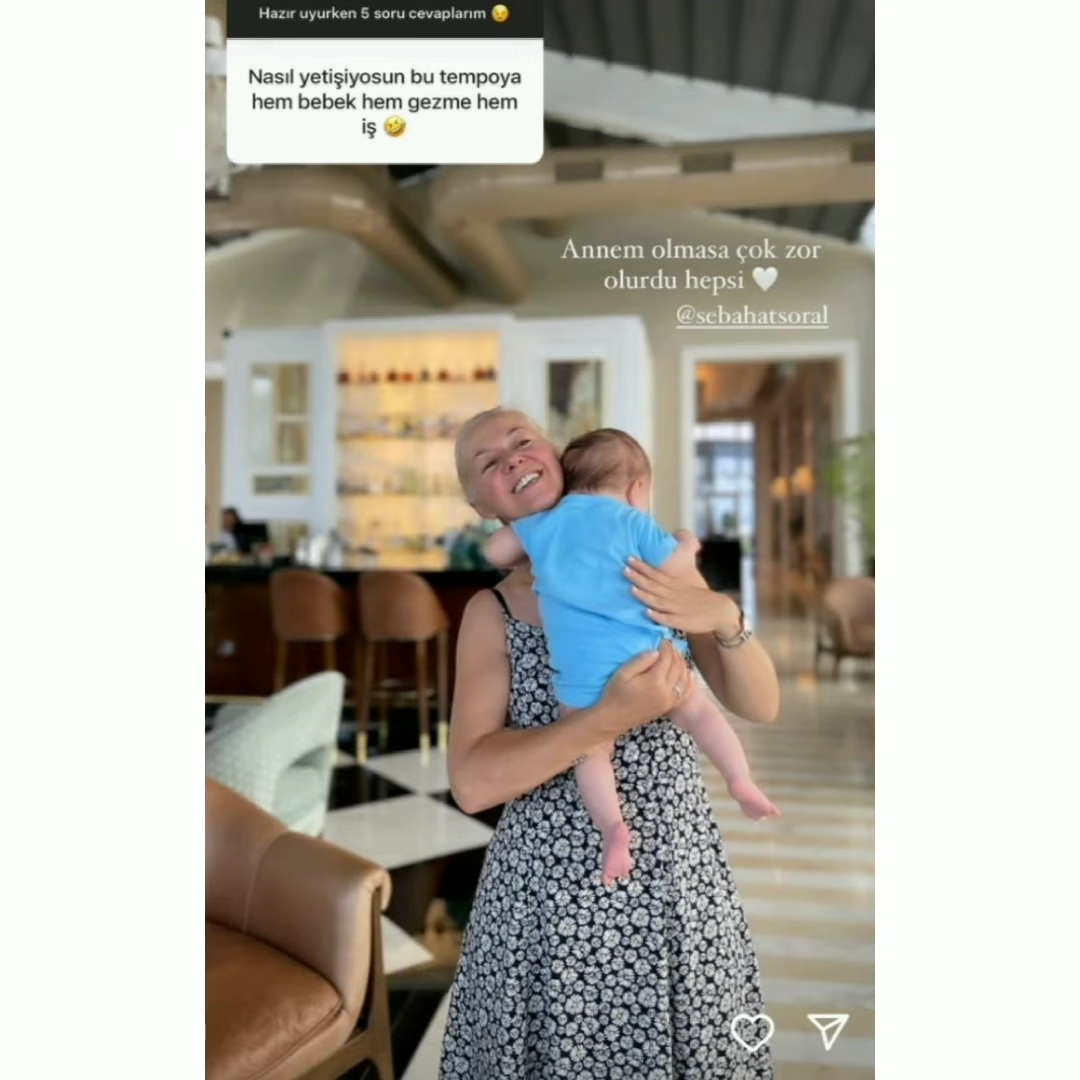 Hazır uyurken 5 soru cevaplarım 😉
Nasıl yetişiyosun bu tempoya
hem bebek hem gezme hem
iş 🤣
Annem olmasa çok zor
olurdu hepsi 🤍
@sebahatsoral